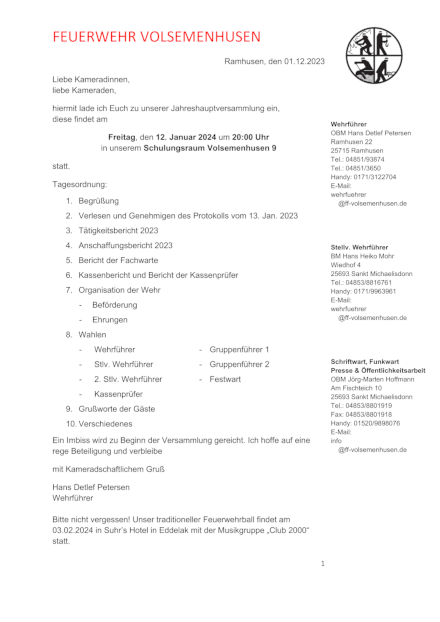 FEUERWEHR VOLSEMENHUSEN
Ramhusen, den 01.12.2023
Liebe Kameradinnen,
liebe Kameraden,
hiermit lade ich Euch zu unserer Jahreshauptversammlung ein,
diese findet am
Freitag, den 12. Januar 2024 um 20:00 Uhr
in unserem Schulungsraum Volsemenhusen 9
statt.
Tagesordnung:
1. Begrüßung
2. Verlesen und Genehmigen des Protokolls vom 13. Jan. 2023
3. Tätigkeitsbericht 2023
4. Anschaffungsbericht 2023
5. Bericht der Fachwarte
6. Kassenbericht und Bericht der Kassenprüfer
7. Organisation der Wehr
- Beförderung
- Ehrungen
8. Wahlen
- Wehrführer - Gruppenführer 1
- Stlv. Wehrführer - Gruppenführer 2
- 2. Stlv. Wehrführer - Festwart
- Kassenprüfer
9. Grußworte der Gäste
10. Verschiedenes
Ein Imbiss wird zu Beginn der Versammlung gereicht. Ich hoffe auf eine
rege Beteiligung und verbleibe
mit Kameradschaftlichem Gruß
Hans Detlef Petersen
Wehrführer
Bitte nicht vergessen! Unser traditioneller Feuerwehrball findet am
03.02.2024 in Suhr's Hotel in Eddelak mit der Musikgruppe „Club 2000“
statt.
Wehrführer
OBM Hans Detlef Petersen
Ramhusen 22
25715 Ramhusen
Tel.: 04851/93874
Tel.: 04851/3650
Handy: 0171/3122704
E-Mail:
wehrfuehrer
@ff-volsemenhusen.de
Stellv. Wehrführer
BM Hans Heiko Mohr
Wiedhof 4
25693 Sankt Michaelisdonn
Tel.: 04853/8816761
Handy: 0171/9963961
E-Mail:
wehrfuehrer
@ff-volsemenhusen.de
Schriftwart, Funkwart
Presse & Öffentlichkeitsarbeit
OBM Jörg-Marten Hoffmann
Am Fischteich 10
25693 Sankt Michaelisdonn
Tel.: 04853/8801919
Fax: 04853/8801918
Handy: 01520/9898076
E-Mail:
info
@ff-volsemenhusen.de
1